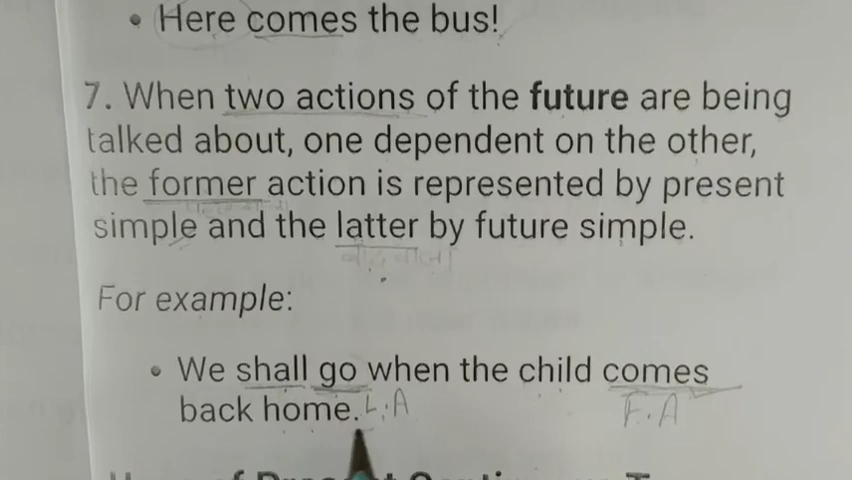 • Here comes the bus!
7. When two actions of the future are being
talked about, one dependent on the other,
the former action is represented by present
पहले वाला
simple and the latter by future simple.
बाद वाला
For example:
• We shall go when the child comes
back home. L.A F.A